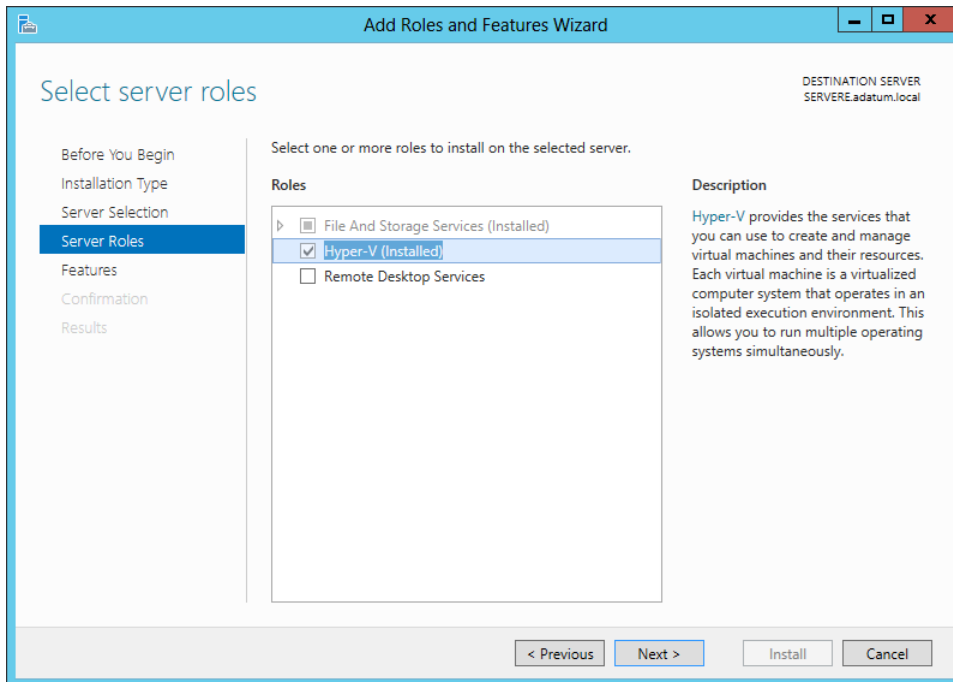 Add Roles and Features Wizard
Select server roles
DESTINATION SERVER
SERVERE.adatum.local
Before You Begin
Installation Type
Server Selection
Server Roles
Features
Confirmation
Results
Select one or more roles to install on the selected server.
Roles
File And Storage Services (Installed)
Hyper-V (Installed)
Remote Desktop Services
Description
Hyper-V provides the services that
you can use to create and manage
virtual machines and their resources.
Each virtual machine is a virtualized
computer system that operates in an
isolated execution environment. This
allows you to run multiple operating
systems simultaneously.
< Previous
Next >
Install
Cancel